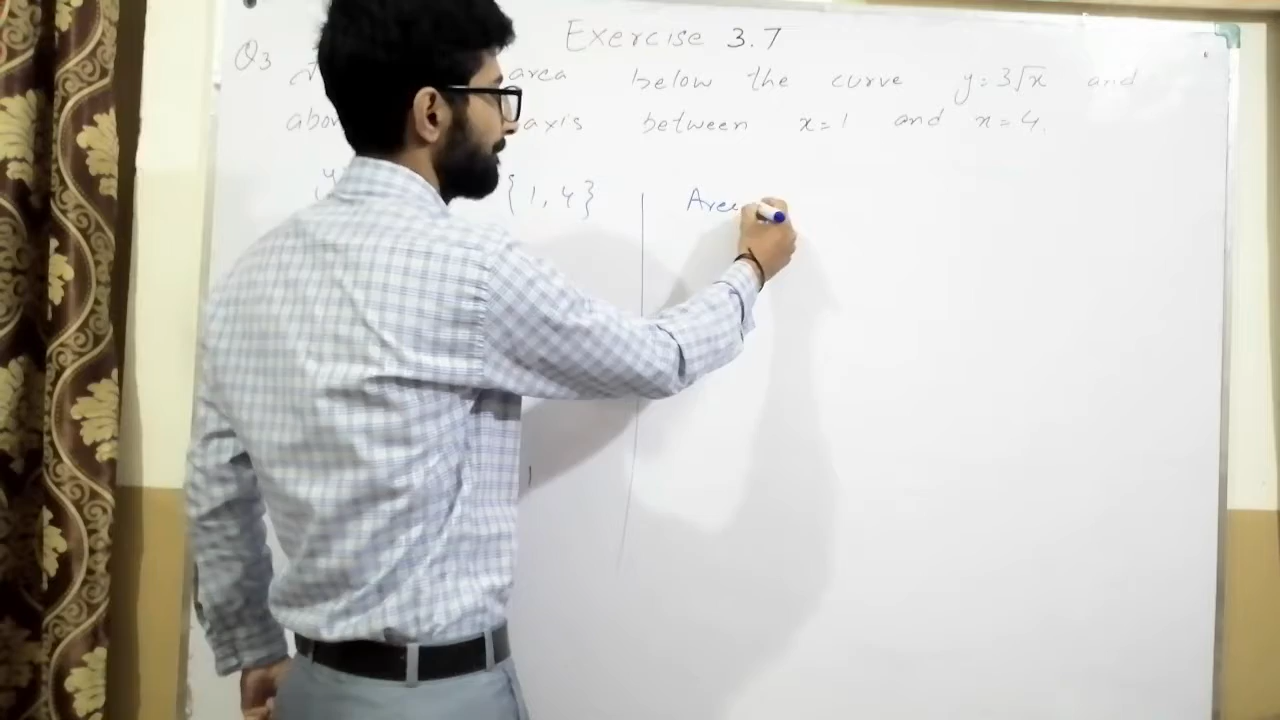 Exercise 3.7
Q3 area below the curve y=3√x and
axis between x=1 and x=4.
{1,4}
Area